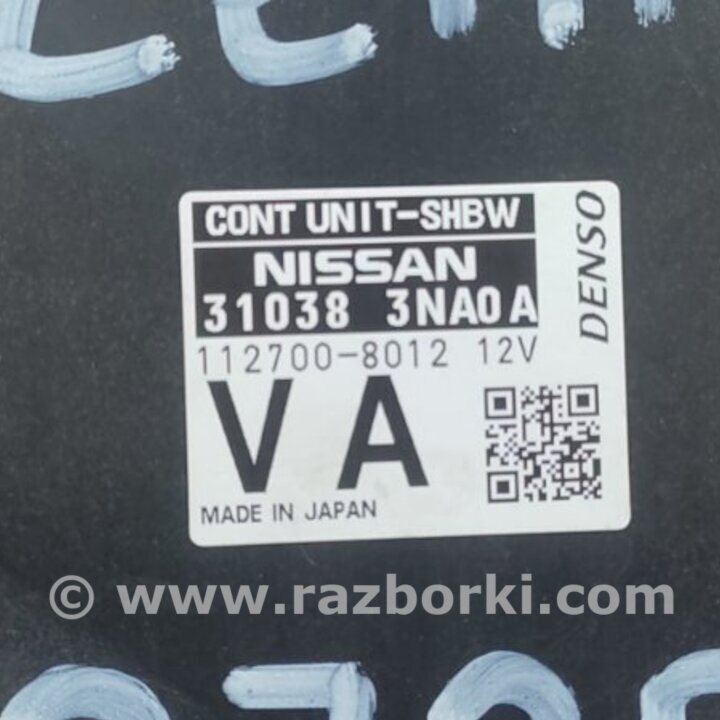 CONT UNIT-SHBW
NISSAN
31038 3NA0A
DENSO
112700-8012 12V
VA
MADE IN JAPAN
© www.razborki.com